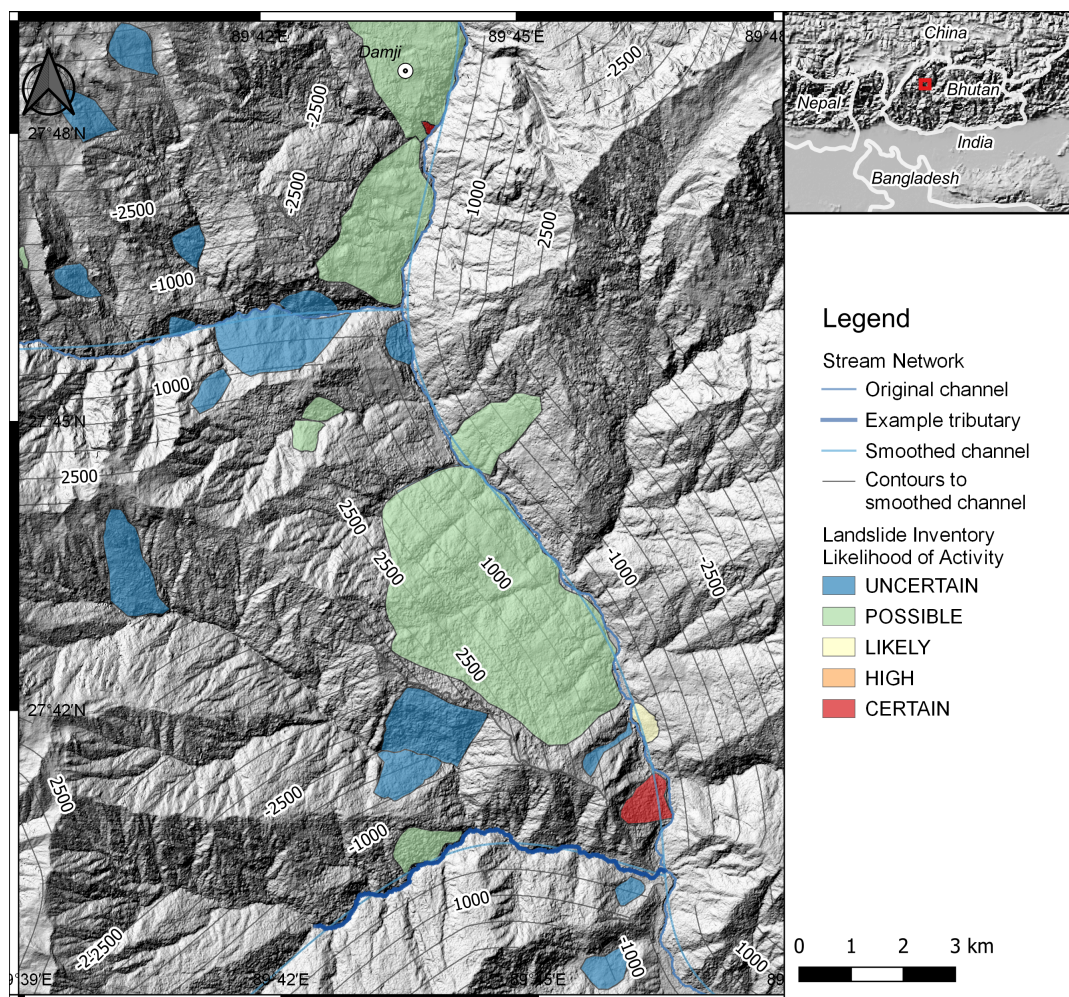 89°42′E
89°45′E
89°48
Damji
-2500
-2500
27°48′N
-2500
-2500
1000
2500
-1000
1000
45′N
2500
2500
2500
1000
-1000
-2500
2500
27°42′N
2500
-2500
-1000
1000
-2500
-1000
1000
9°39′E
89°42′E
89°45′E
89
China
Nepal
Bhutan
India
Bangladesh
Legend
Stream Network
Original channel
Example tributary
Smoothed channel
Contours to
smoothed channel
Landslide Inventory
Likelihood of Activity
UNCERTAIN
POSSIBLE
LIKELY
HIGH
CERTAIN
0 1 2 3 km